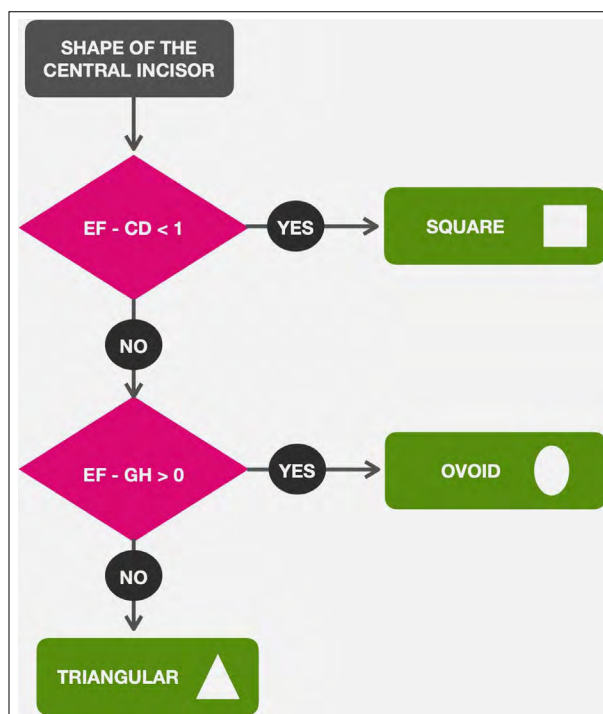 SHAPE OF THE
CENTRAL INCISOR
EF - CD < 1
YES
SQUARE
NO
EF - GH > 0
YES
OVOID
NO
TRIANGULAR